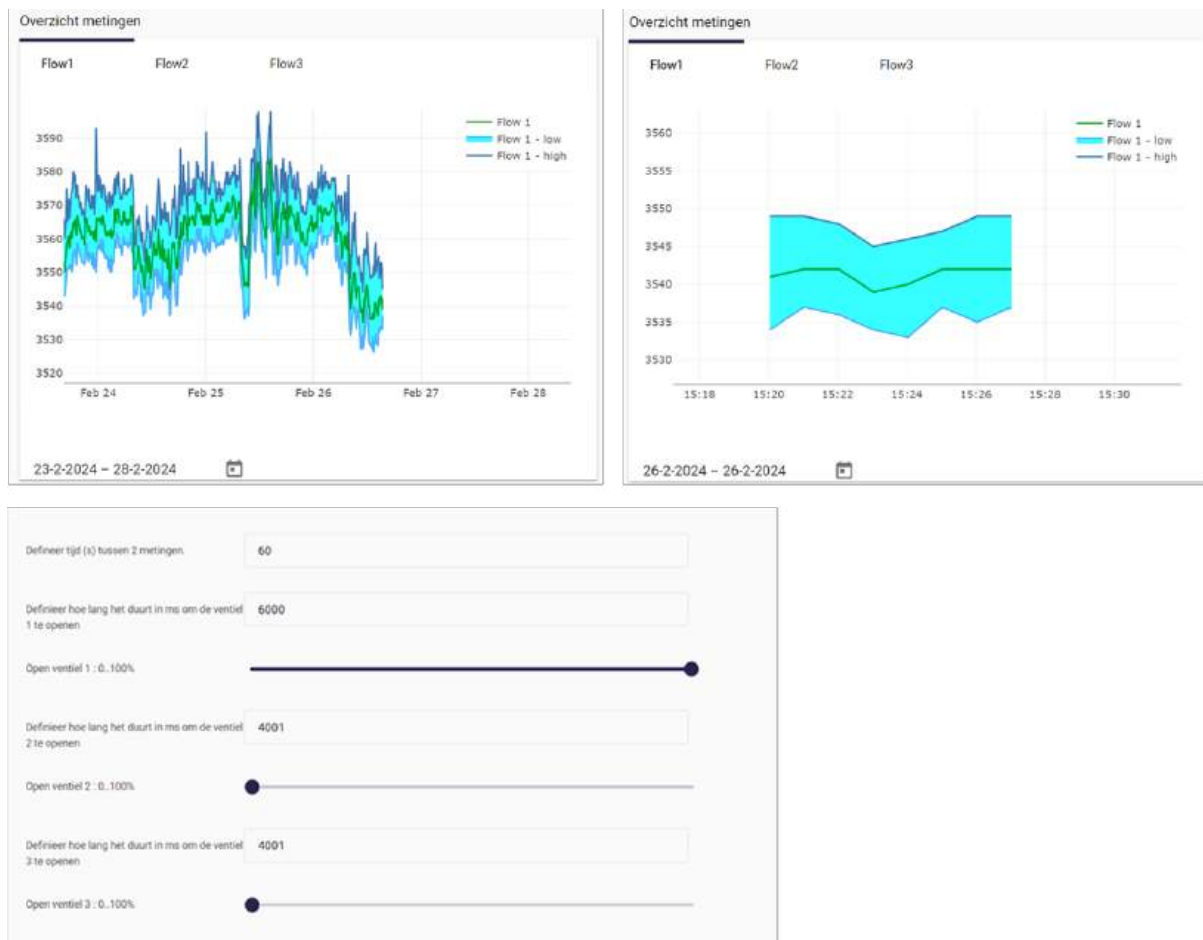 Overzicht metingen
Flow1 Flow2 Flow3
Flow 1
Flow 1 - low
Flow 1 - high
3590
3580
3570
3560
3550
3540
3530
3520
Feb 24 Feb 25 Feb 26 Feb 27 Feb 28
23-2-2024 – 28-2-2024
Overzicht metingen
Flow1 Flow2 Flow3
Flow 1
Flow 1 - low
Flow 1 - high
3560
3555
3550
3545
3540
3535
3530
15:18 15:20 15:22 15:24 15:26 15:28 15:30
26-2-2024 – 26-2-2024
Defineer tijd (s) tussen 2 metingen. 60
Definieer hoe lang het duurt in ms om de ventiel 6000
1 te openen
Open ventiel 1 : 0..100%
Definieer hoe lang het duurt in ms om de ventiel 4001
2 te openen
Open ventiel 2 : 0..100%
Definieer hoe lang het duurt in ms om de ventiel 4001
3 te openen
Open ventiel 3 : 0..100%